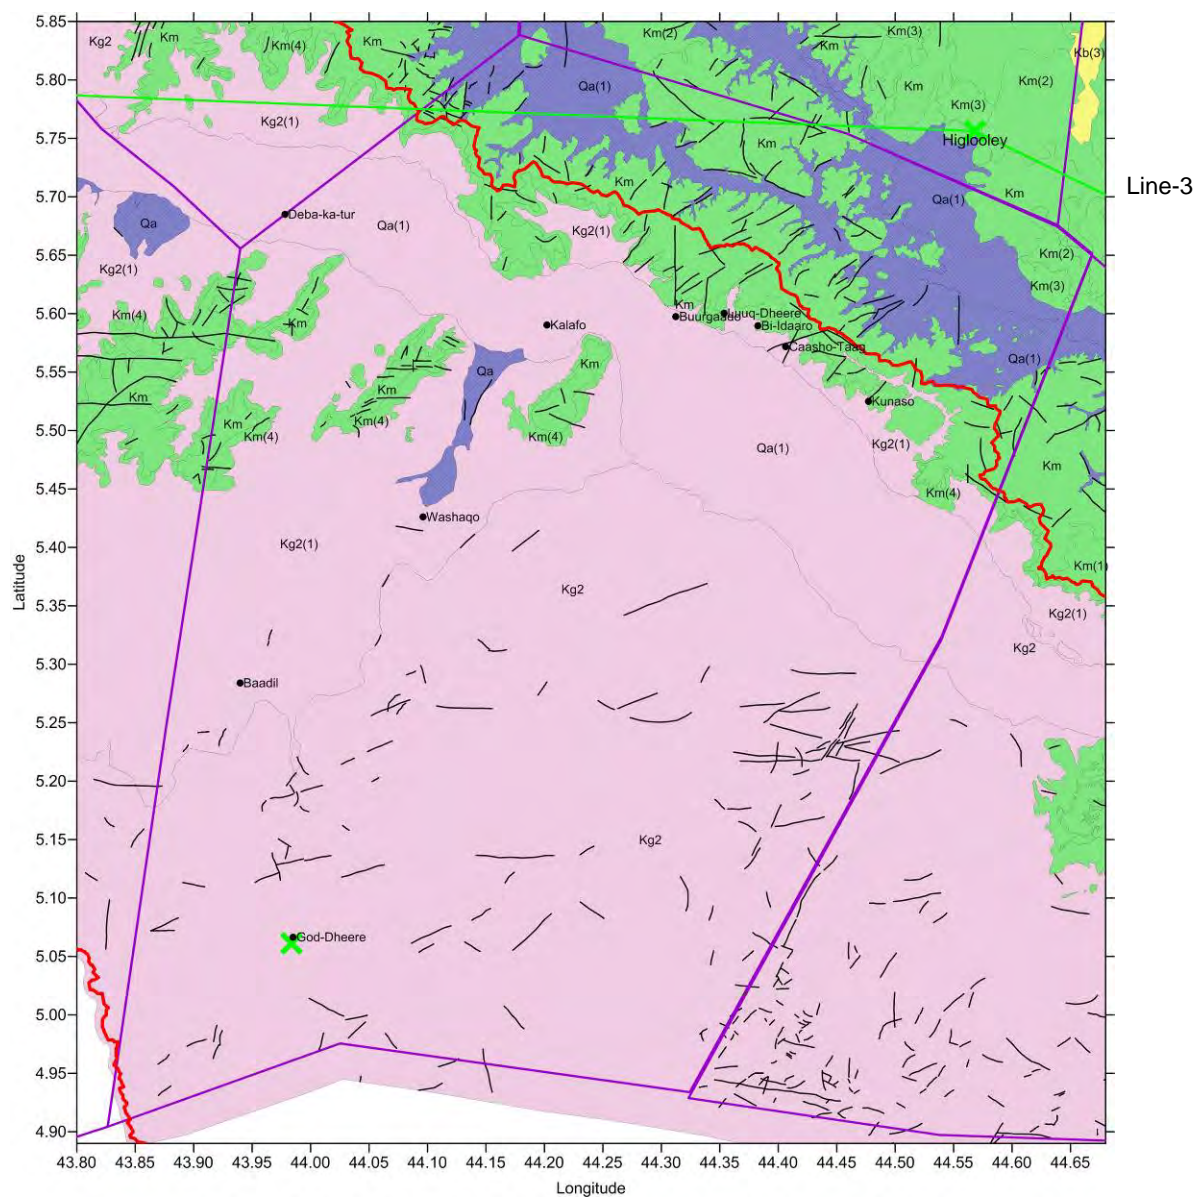 5.85
5.80
5.75
5.70
5.65
5.60
5.55
5.50
5.45
5.40
5.35
5.30
5.25
5.20
5.15
5.10
5.05
5.00
4.95
4.90
Latitude
Kg2
Km
Km(4)
Km
Km(2)
Km
Km(3)
Kb(3)
Qa(1)
Km
Km(2)
Km(3)
Kg2(1)
Km
Higlooley
Line-3
Km
Km
Qa(1)
Qa
Deba-ka-tur
Qa(1)
Kg2(1)
Km(2)
Kg2(1)
Km(3)
Km(4)
Km
Km
Buurgaabo
Luuq-Dheere
Kalafo
Bi-Idaaro
Caasho-Taag
Qa(1)
Qa
Km
Km
Km
Kunaso
Km
Km(4)
Km(4)
Km(4)
Qa(1)
Kg2(1)
Km
Km(4)
Washaqo
Kg2(1)
Kg2
Km(1)
Kg2(1)
Kg2
Baadil
Kg2
God-Dheere
43.80 43.85 43.90 43.95 44.00 44.05 44.10 44.15 44.20 44.25 44.30 44.35 44.40 44.45 44.50 44.55 44.60 44.65
Longitude